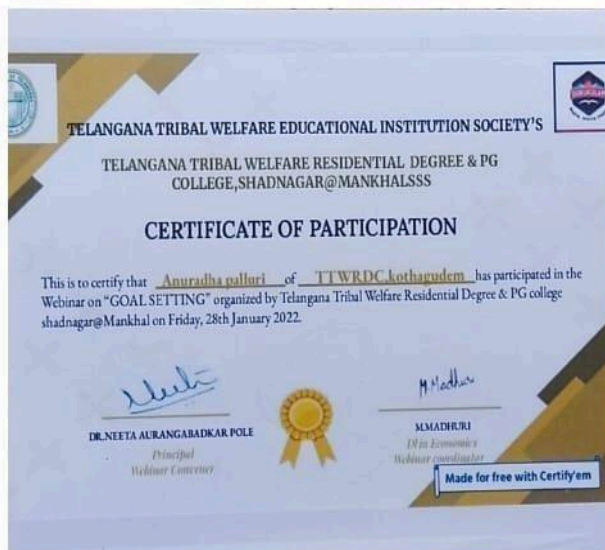 TELANGANA TRIBAL WELFARE EDUCATIONAL INSTITUTION SOCIETY'S
TELANGANA TRIBAL WELFARE RESIDENTIAL DEGREE & PG
COLLEGE,SHADNAGAR@MANKHALSSS
CERTIFICATE OF PARTICIPATION
This is to certify that Anuradha palluri of TTWRDC,kothagudem has participated in the
Webinar on "GOAL SETTING" organized by Telangana Tribal Welfare Residential Degree & PG college
shadnagar@Mankhal on Friday, 28th January 2022.
M.Madhuri
DR.NEETA AURANGABADKAR POLE
Principal
Webinar Convener
M.MADHURI
Dl in Economics
Webinar coordinator
Made for free with Certify'em